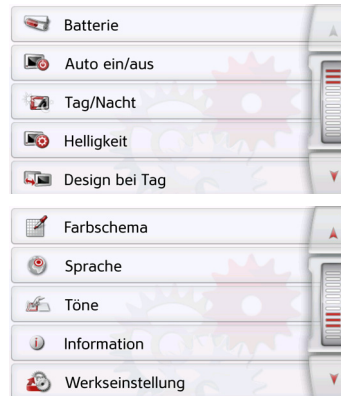 Batterie
Auto ein/aus
Tag/Nacht
Helligkeit
Design bei Tag
Farbschema
Sprache
Töne
Information
Werkseinstellung